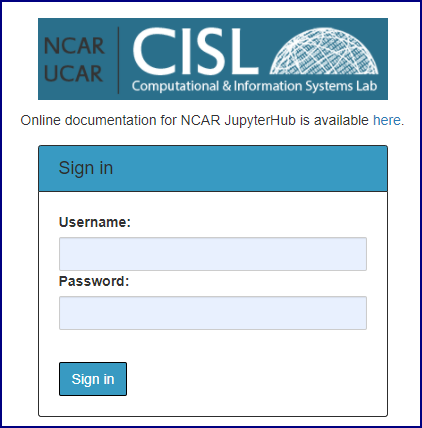 NCAR
UCAR
CISL
Computational & Information Systems Lab
Online documentation for NCAR JupyterHub is available here.
Sign in
Username:
Password:
Sign in